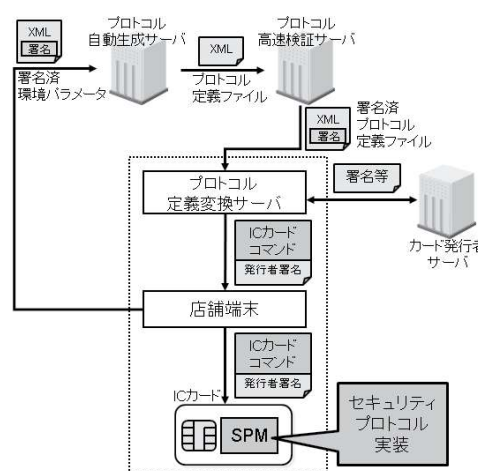 XML
署名
署名済
環境パラメータ
プロトコル
自動生成サーバ
XML
プロトコル
定義ファイル
プロトコル
高速検証サーバ
XML
署名
署名済
プロトコル
定義ファイル
プロトコル
定義変換サーバ
署名等
カード発行者
サーバ
ICカード
コマンド
発行者署名
店舗端末
ICカード
コマンド
発行者署名
ICカード
SPM
セキュリティ
プロトコル
実装